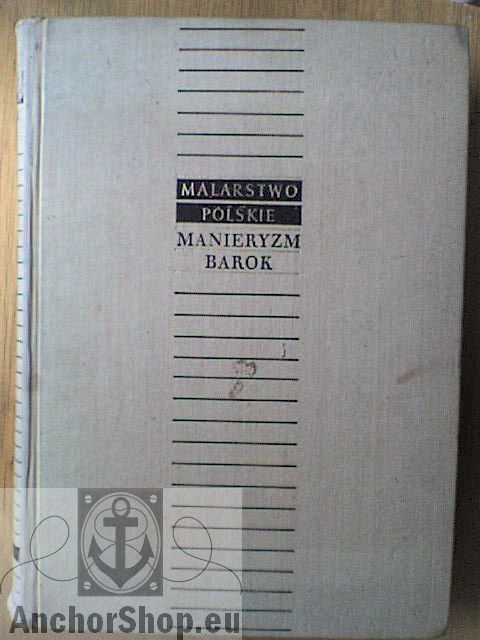 MALARSTWO
POLSKIE
MANIERYZM
BAROK
AnchorShop.eu